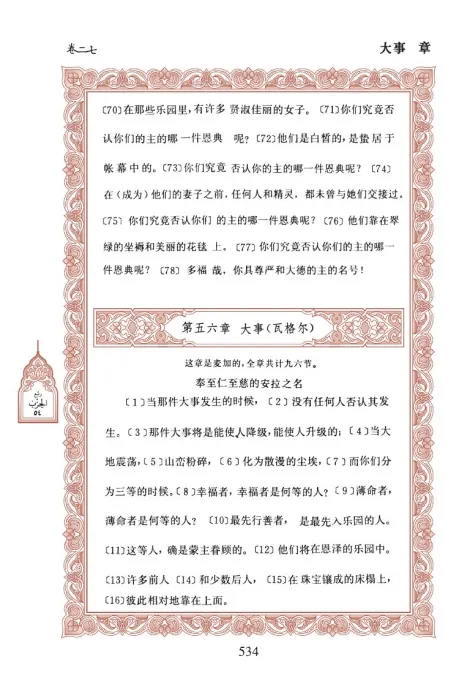 卷二七
大事 章
〔70〕在那些乐园里，有许多 贤淑佳丽的女子。〔71〕你们究竟否
认你们的主的哪一件恩典 呢？〔72〕他们是白皙的，是蛰居于
帐幕中的。〔73〕你们究竟 否认你的主的哪一件恩典呢？〔74〕
在（成为）他们的妻子之前，任何人和精灵，都未曾与她们交接过。
〔75〕你们究竟否认你们 的主的哪一件恩典呢？〔76〕他们靠在翠
绿的坐褥和美丽的花毯 上。〔77〕你们究竟否认你们的主的哪一
件恩典呢？〔78〕多福 哉，你具尊严和大德的主的名号！
第五六章 大事（瓦格尔）
这章是麦加的，全章共计九六节。
奉至仁至慈的安拉之名
〔1〕当那件大事发生的时候，〔2〕没有任何人否认其发
生。〔3〕那件大事将是能使人降级，能使人升级的；〔4〕当大
地震荡，〔5〕山峦粉碎，〔6〕化为散漫的尘埃，〔7〕而你们分
为三等的时候。〔8〕幸福者，幸福者是何等的人？〔9〕薄命者，
薄命者是何等的人？〔10〕最先行善者， 是最先入乐园的人。
〔11〕这等人，确是蒙主眷顾的。〔12〕他们将在恩泽的乐园中。
〔13〕许多前人〔14〕和少数后人，〔15〕在 珠宝镶成的床榻上，
〔16〕彼此相对地靠在上面。
ربع
الحزب
٥٤
534